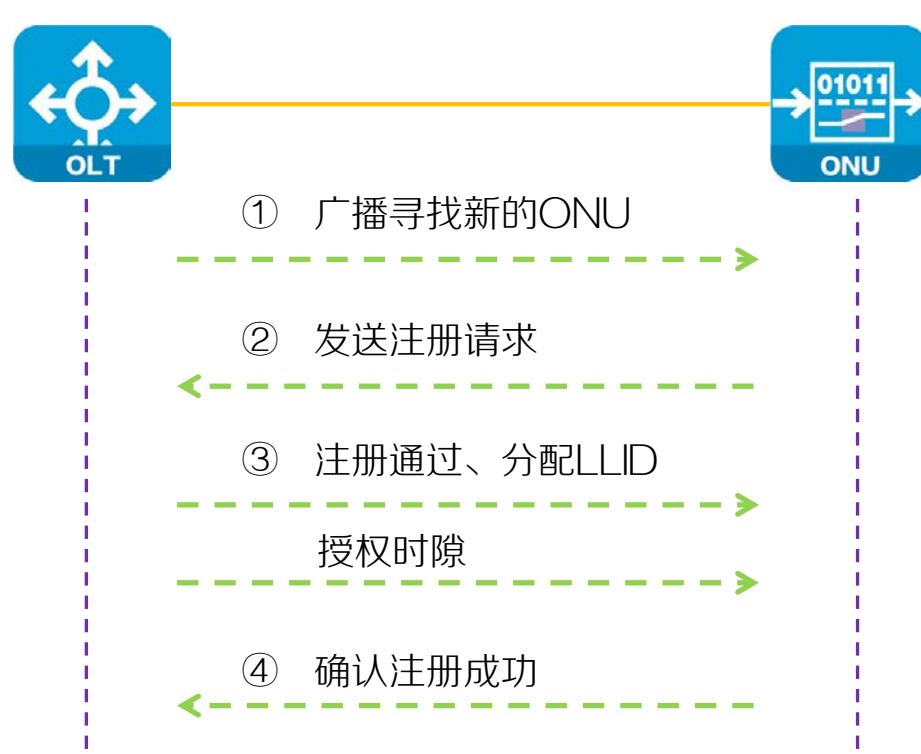 01011
OLT
ONU
① 广播寻找新的ONU
② 发送注册请求
③ 注册通过、分配LLID
授权时隙
④ 确认注册成功